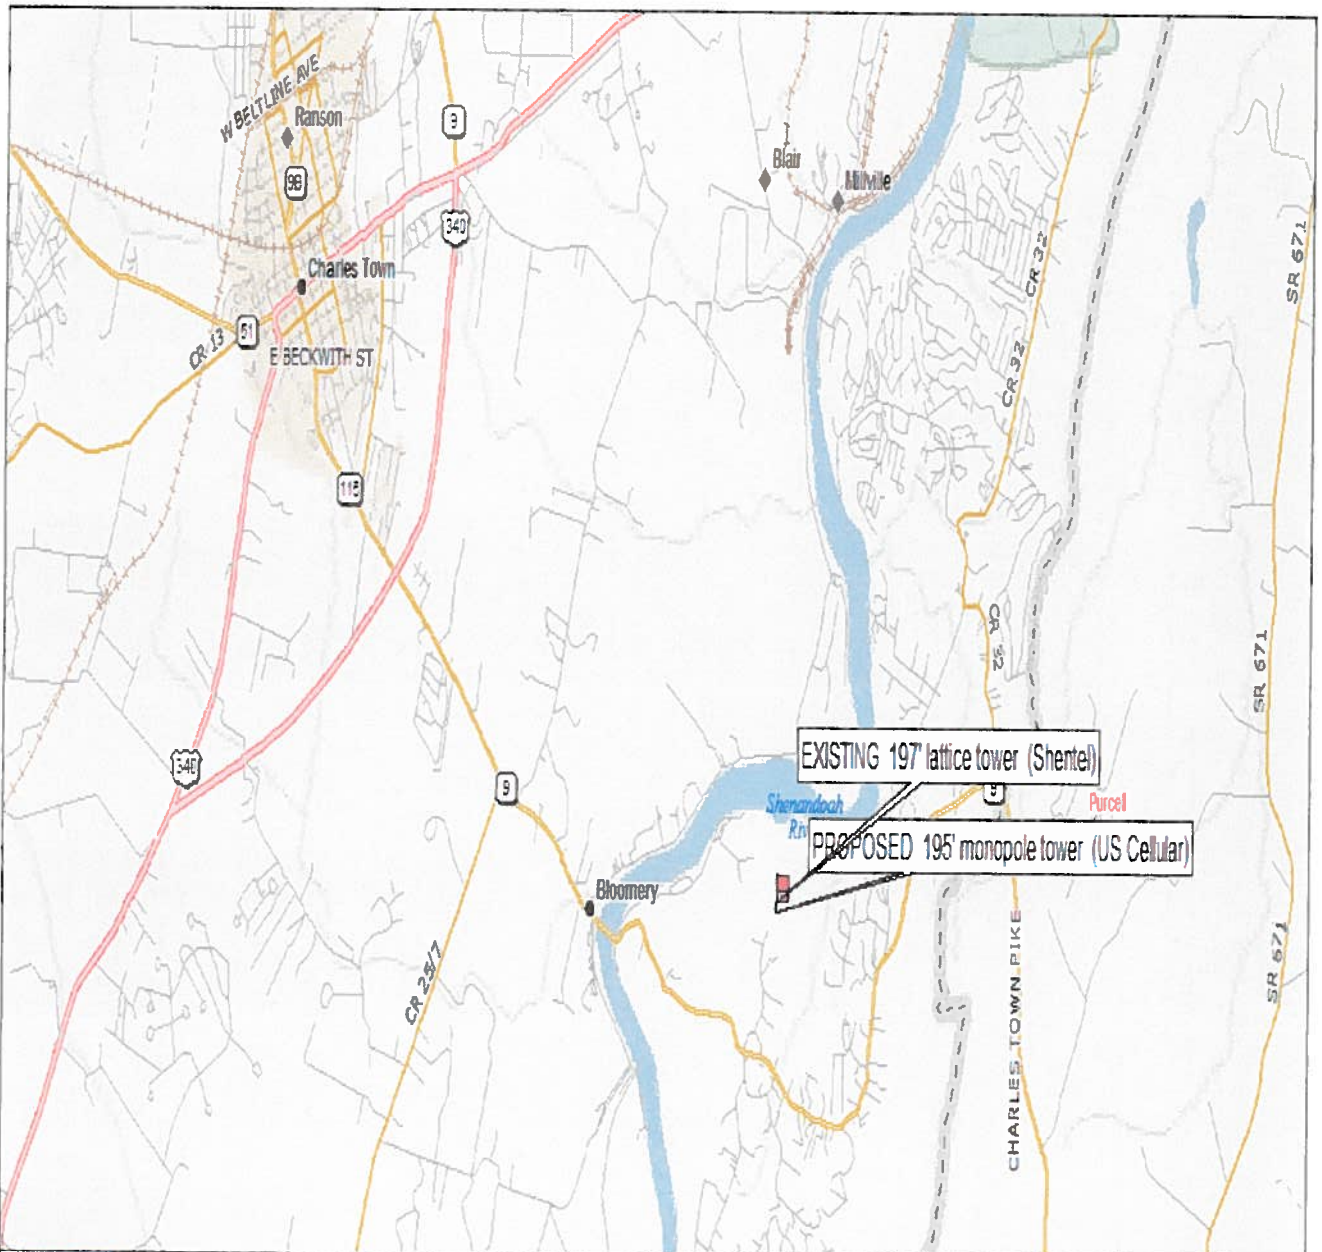 W BELTLINE AVE
Ranson
9
Blair
Millville
340
CR 32
SR 671
Charles Town
51
CR 13
E BECKWITH ST
CR 32
115
CR 32
SR 671
EXISTING 197' lattice tower (Shentel)
340
9
Shenandoah
Riv
Purcell
PROPOSED 195' monopole tower (US Cellular)
Bloomery
CR 25/7
SR 671
CHARLES TOWN PIKE